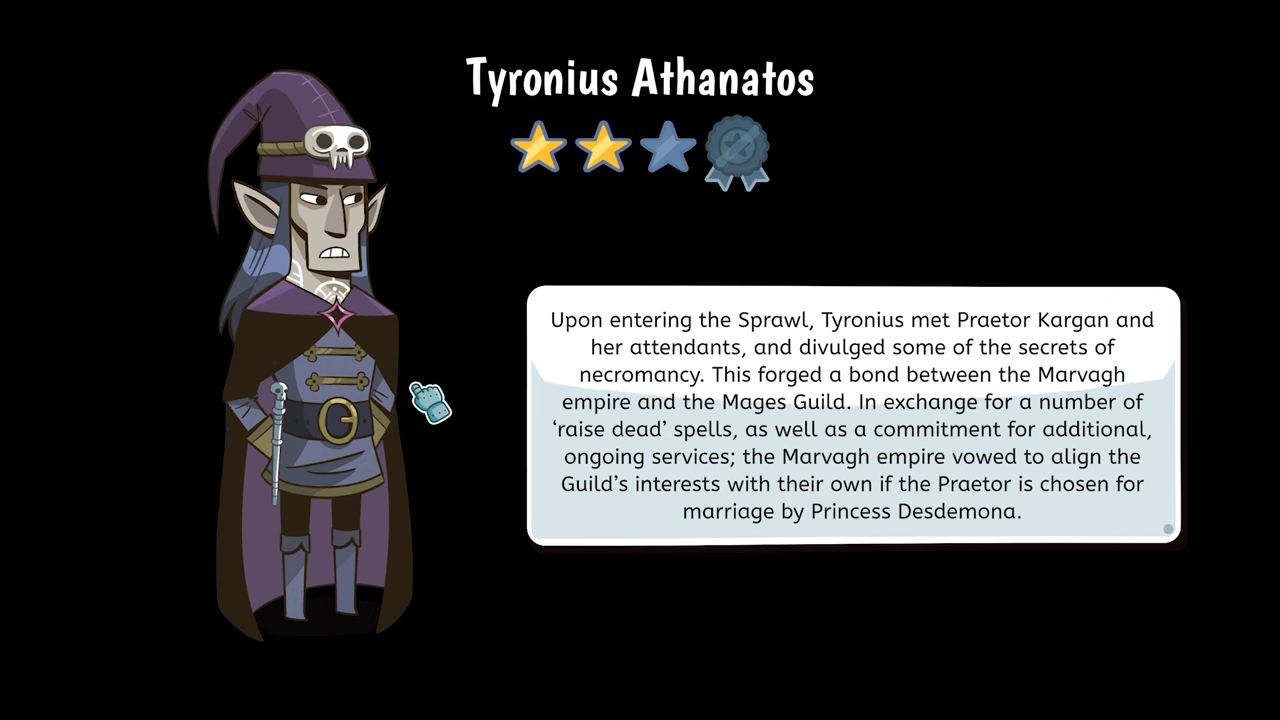 Tyronius Athanatos
Upon entering the Sprawl, Tyronius met Praetor Kargan and
her attendants, and divulged some of the secrets of
necromancy. This forged a bond between the Marvagh
empire and the Mages Guild. In exchange for a number of
‘raise dead’ spells, as well as a commitment for additional,
ongoing services; the Marvagh empire vowed to align the
Guild’s interests with their own if the Praetor is chosen for
marriage by Princess Desdemona.